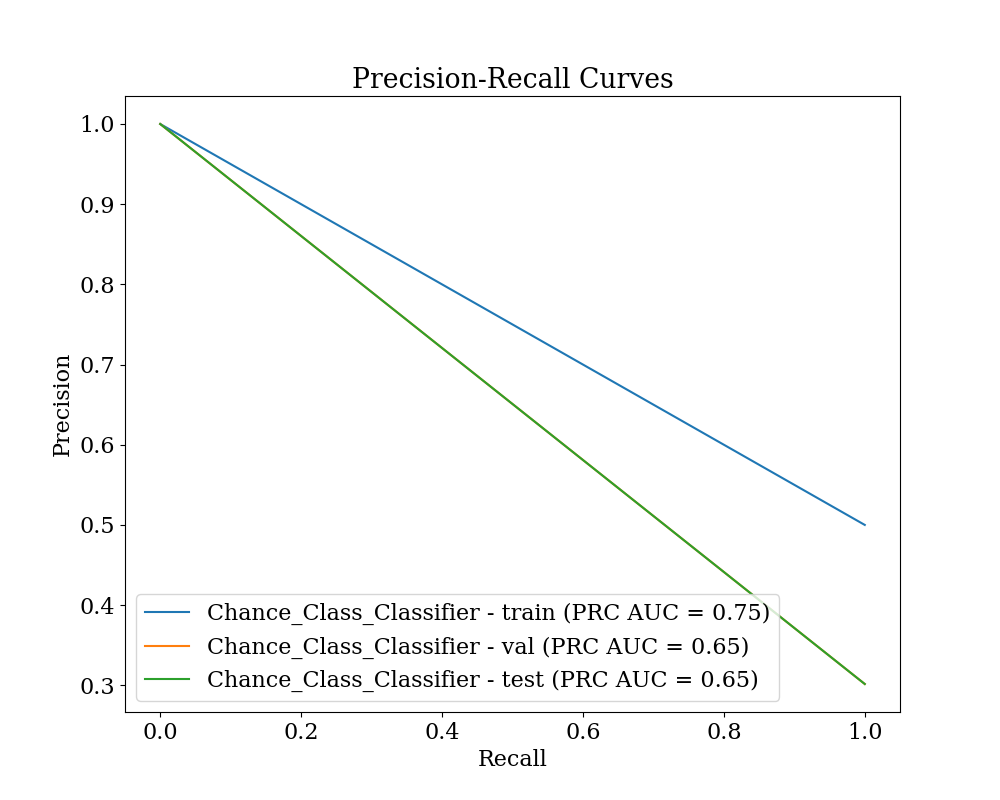 Precision-Recall Curves
1.0
0.9
0.8
0.7
0.6
0.5
0.4
0.3
Precision
Chance_Class_Classifier - train (PRC AUC = 0.75)
Chance_Class_Classifier - val (PRC AUC = 0.65)
Chance_Class_Classifier - test (PRC AUC = 0.65)
0.0 0.2 0.4 0.6 0.8 1.0
Recall